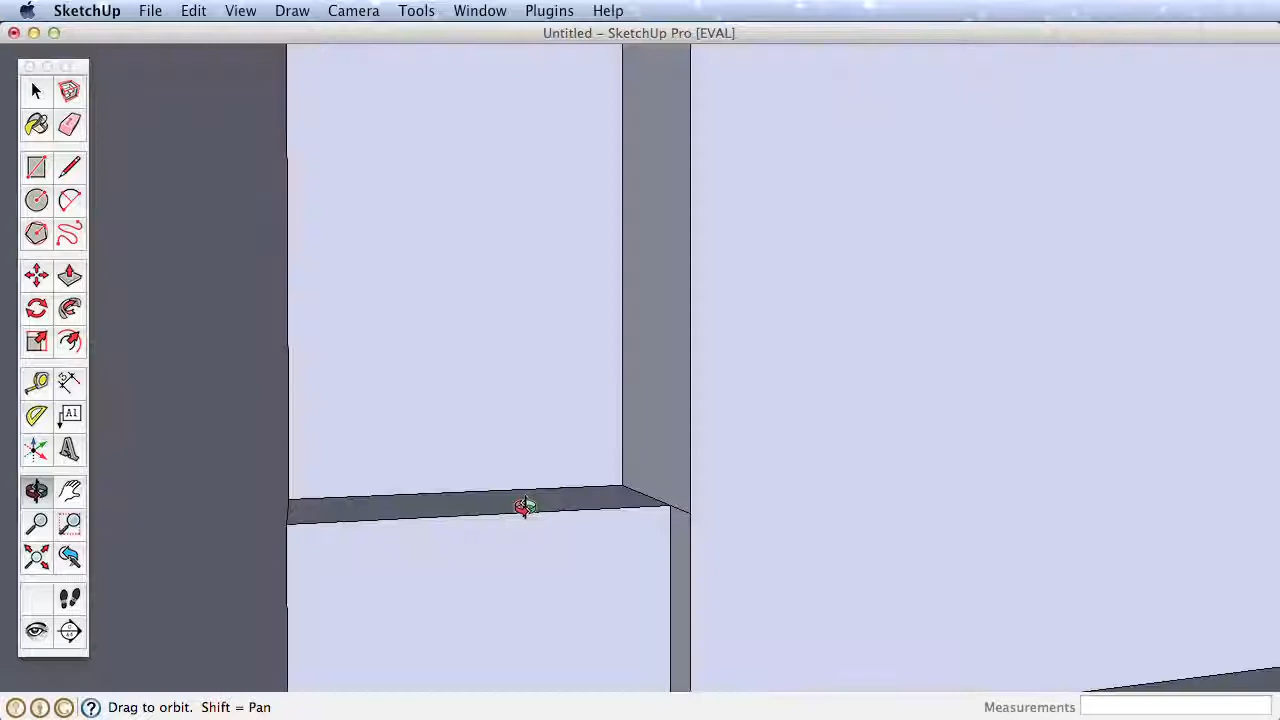 SketchUp File Edit View Draw Camera Tools Window Plugins Help
Untitled – SketchUp Pro [EVAL]
A1
Drag to orbit. Shift = Pan
Measurements